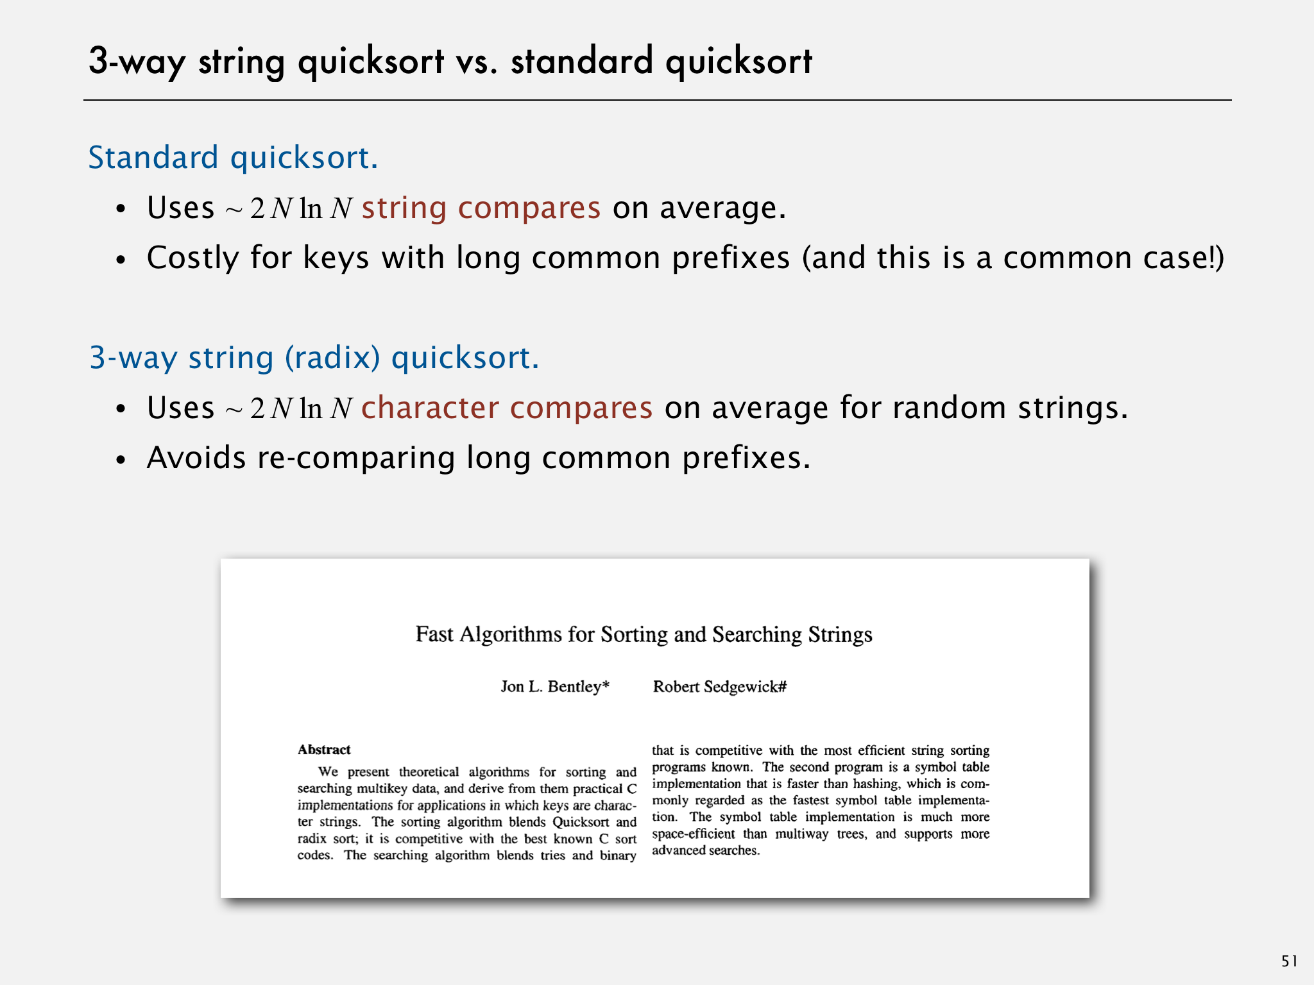 3-way string quicksort vs. standard quicksort
Standard quicksort.
• Uses ~ 2 N ln N string compares on average.
• Costly for keys with long common prefixes (and this is a common case!)
3-way string (radix) quicksort.
• Uses ~ 2 N ln N character compares on average for random strings.
• Avoids re-comparing long common prefixes.
Fast Algorithms for Sorting and Searching Strings
Jon L. Bentley* Robert Sedgewick#
Abstract
We present theoretical algorithms for sorting and
searching multikey data, and derive from them practical C
implementations for applications in which keys are charac-
ter strings. The sorting algorithm blends Quicksort and
radix sort; it is competitive with the best known C sort
codes. The searching algorithm blends tries and binary
that is competitive with the most efficient string sorting
programs known. The second program is a symbol table
implementation that is faster than hashing, which is com-
monly regarded as the fastest symbol table implementa-
tion. The symbol table implementation is much more
space-efficient than multiway trees, and supports more
advanced searches.
51